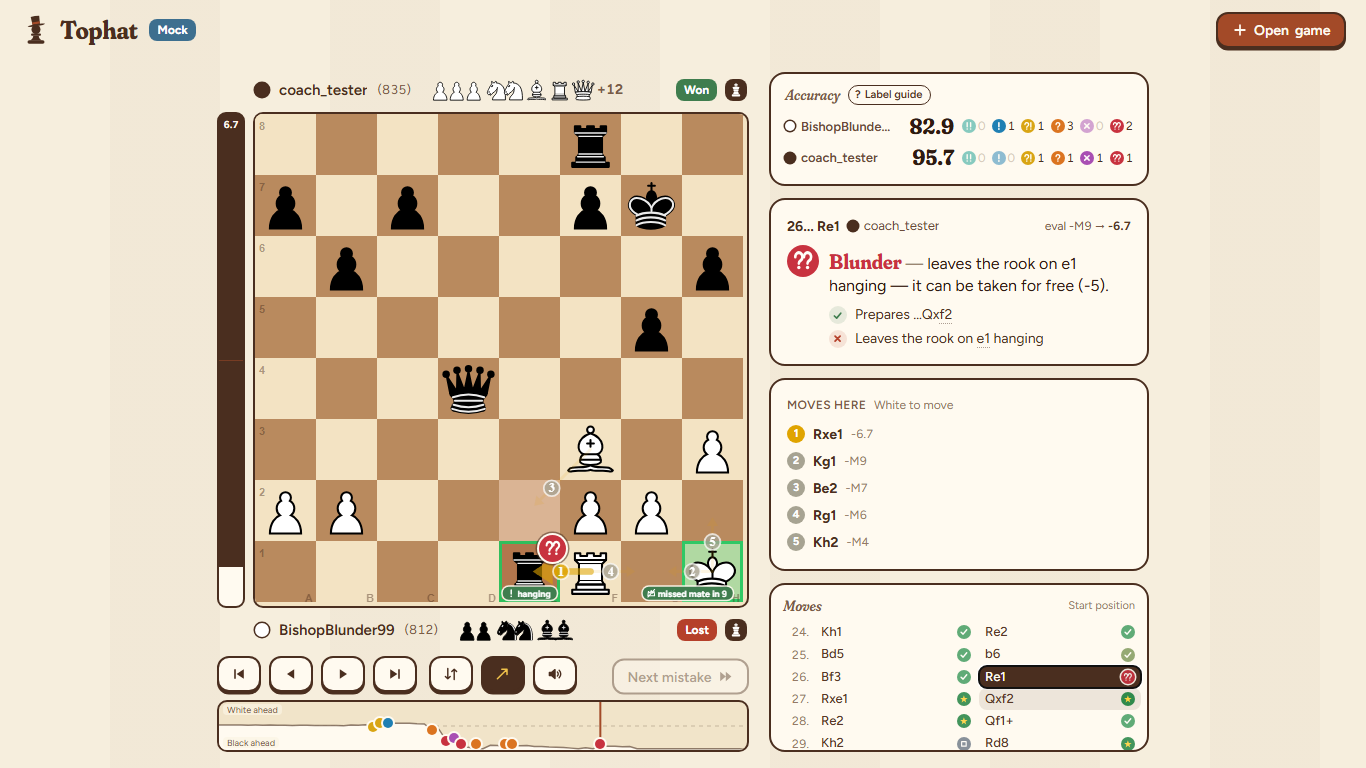 Tophat
Mock
+ Open game
coach_tester (835)
+12
Won
6.7
8
7
6
5
4
3
2
1
A
B
C
D
F
H
1
2
3
4
5
??
! hanging
missed mate in 9
BishopBlunder99 (812)
Lost
Next mistake
White ahead
Black ahead
Accuracy
? Label guide
BishopBlunde... 82.9 !! 0 ! 1 ?! 1 ? 3 × 0 ?? 2
coach_tester 95.7 !! 0 ! 0 ?! 1 ? 1 × 1 ?? 1
26... Re1 coach_tester
eval -M9 → -6.7
?? Blunder — leaves the rook on e1
hanging — it can be taken for free (-5).
Prepares ...Qxf2
Leaves the rook on e1 hanging
MOVES HERE White to move
1 Rxe1 -6.7
2 Kg1 -M9
3 Be2 -M7
4 Rg1 -M6
5 Kh2 -M4
Moves
Start position
24. Kh1 Re2
25. Bd5 b6
26. Bf3 Re1 ??
27. Rxe1 Qxf2
28. Re2 Qf1+
29. Kh2 Rd8